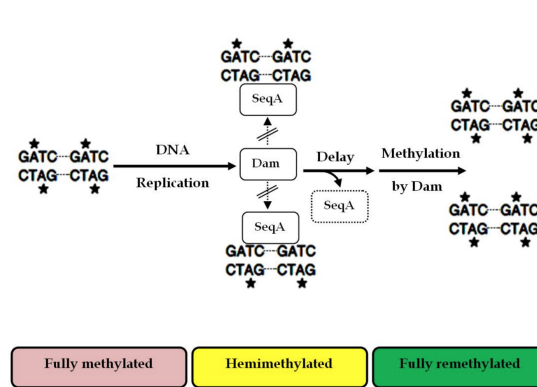 GATC GATC
CTAG CTAG
SeqA
GATC GATC
CTAG CTAG
DNA
Replication
Dam
Delay
SeqA
Methylation
by Dam
GATC GATC
CTAG CTAG
SeqA
GATC GATC
CTAG CTAG
GATC GATC
CTAG CTAG
Fully methylated
Hemimethylated
Fully remethylated